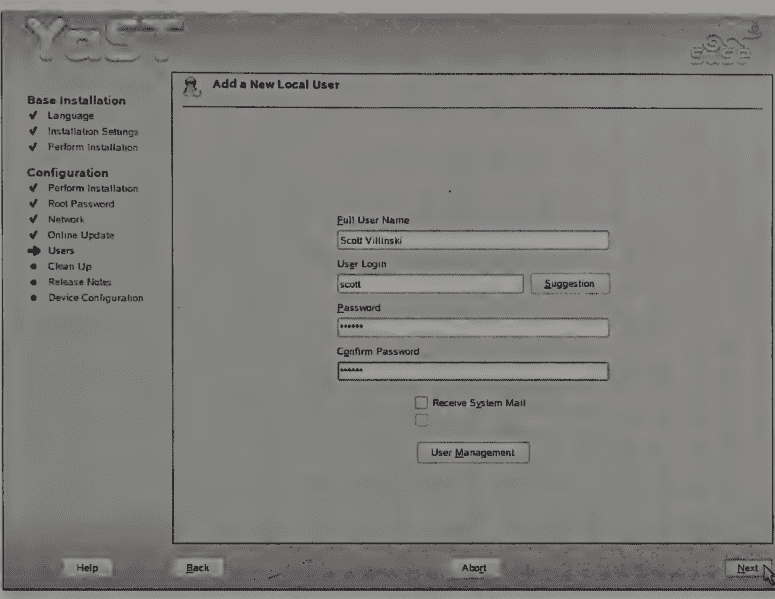 YaST
SUSE
Base Installation
Language
Installation Settings
Perform Installation
Configuration
Perform Installation
Root Password
Network
Online Update
Users
Clean Up
Release Notes
Device Configuration
Add a New Local User
Full User Name
Scott Villinski
User Login
scott
Suggestion
Password
••••••
Confirm Password
••••••
Receive System Mail
User Management
Help
Back
Abort
Next